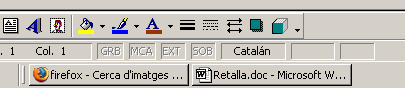 . 1 Col. 1 GRB MCA EXT SOB Catalán
firefox - Cerca d'imatges ... Retalla.doc - Microsoft W...